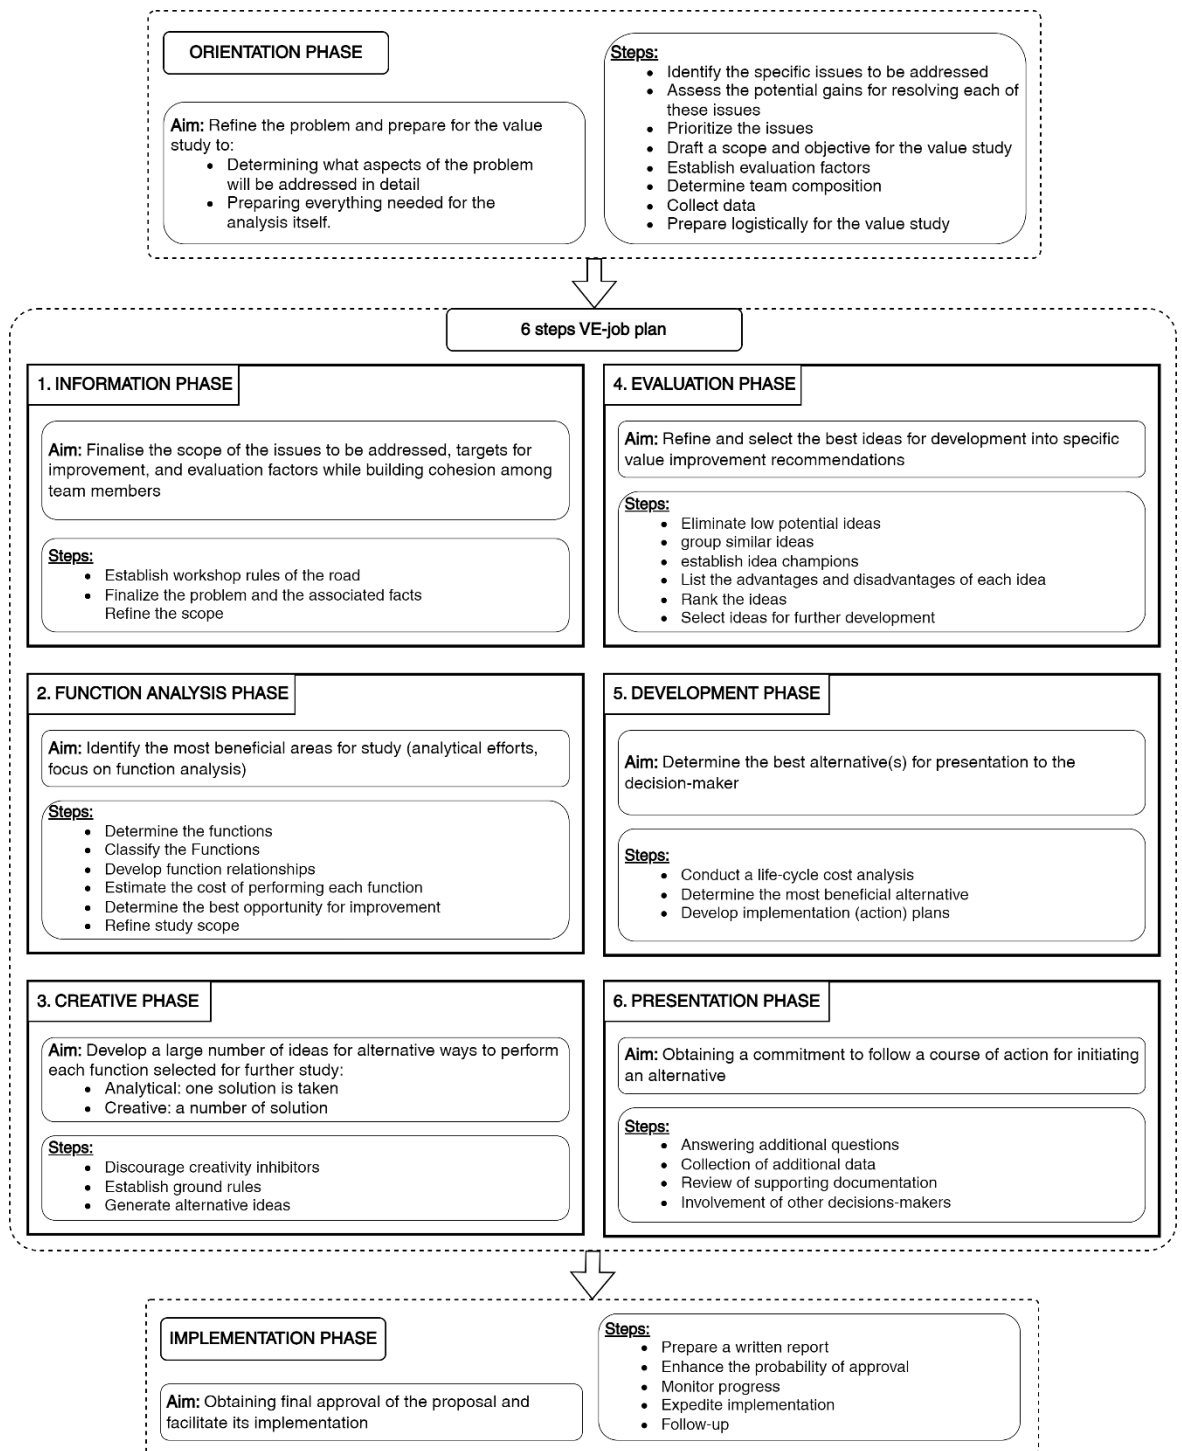 ORIENTATION PHASE
Aim: Refine the problem and prepare for the value
study to:
• Determining what aspects of the problem
will be addressed in detail
• Preparing everything needed for the
analysis itself.
Steps:
• Identify the specific issues to be addressed
• Assess the potential gains for resolving each of
these issues
• Prioritize the issues
• Draft a scope and objective for the value study
• Establish evaluation factors
• Determine team composition
• Collect data
• Prepare logistically for the value study
6 steps VE-job plan
1. INFORMATION PHASE
Aim: Finalise the scope of the issues to be addressed, targets for
improvement, and evaluation factors while building cohesion among
team members
Steps:
• Establish workshop rules of the road
• Finalize the problem and the associated facts
Refine the scope
2. FUNCTION ANALYSIS PHASE
Aim: Identify the most beneficial areas for study (analytical efforts,
focus on function analysis)
Steps:
• Determine the functions
• Classify the Functions
• Develop function relationships
• Estimate the cost of performing each function
• Determine the best opportunity for improvement
• Refine study scope
3. CREATIVE PHASE
Aim: Develop a large number of ideas for alternative ways to perform
each function selected for further study:
• Analytical: one solution is taken
• Creative: a number of solution
Steps:
• Discourage creativity inhibitors
• Establish ground rules
• Generate alternative ideas
4. EVALUATION PHASE
Aim: Refine and select the best ideas for development into specific
value improvement recommendations
Steps:
• Eliminate low potential ideas
• group similar ideas
• establish idea champions
• List the advantages and disadvantages of each idea
• Rank the ideas
• Select ideas for further development
5. DEVELOPMENT PHASE
Aim: Determine the best alternative(s) for presentation to the
decision-maker
Steps:
• Conduct a life-cycle cost analysis
• Determine the most beneficial alternative
• Develop implementation (action) plans
6. PRESENTATION PHASE
Aim: Obtaining a commitment to follow a course of action for initiating
an alternative
Steps:
• Answering additional questions
• Collection of additional data
• Review of supporting documentation
• Involvement of other decisions-makers
IMPLEMENTATION PHASE
Aim: Obtaining final approval of the proposal and
facilitate its implementation
Steps:
• Prepare a written report
• Enhance the probability of approval
• Monitor progress
• Expedite implementation
• Follow-up